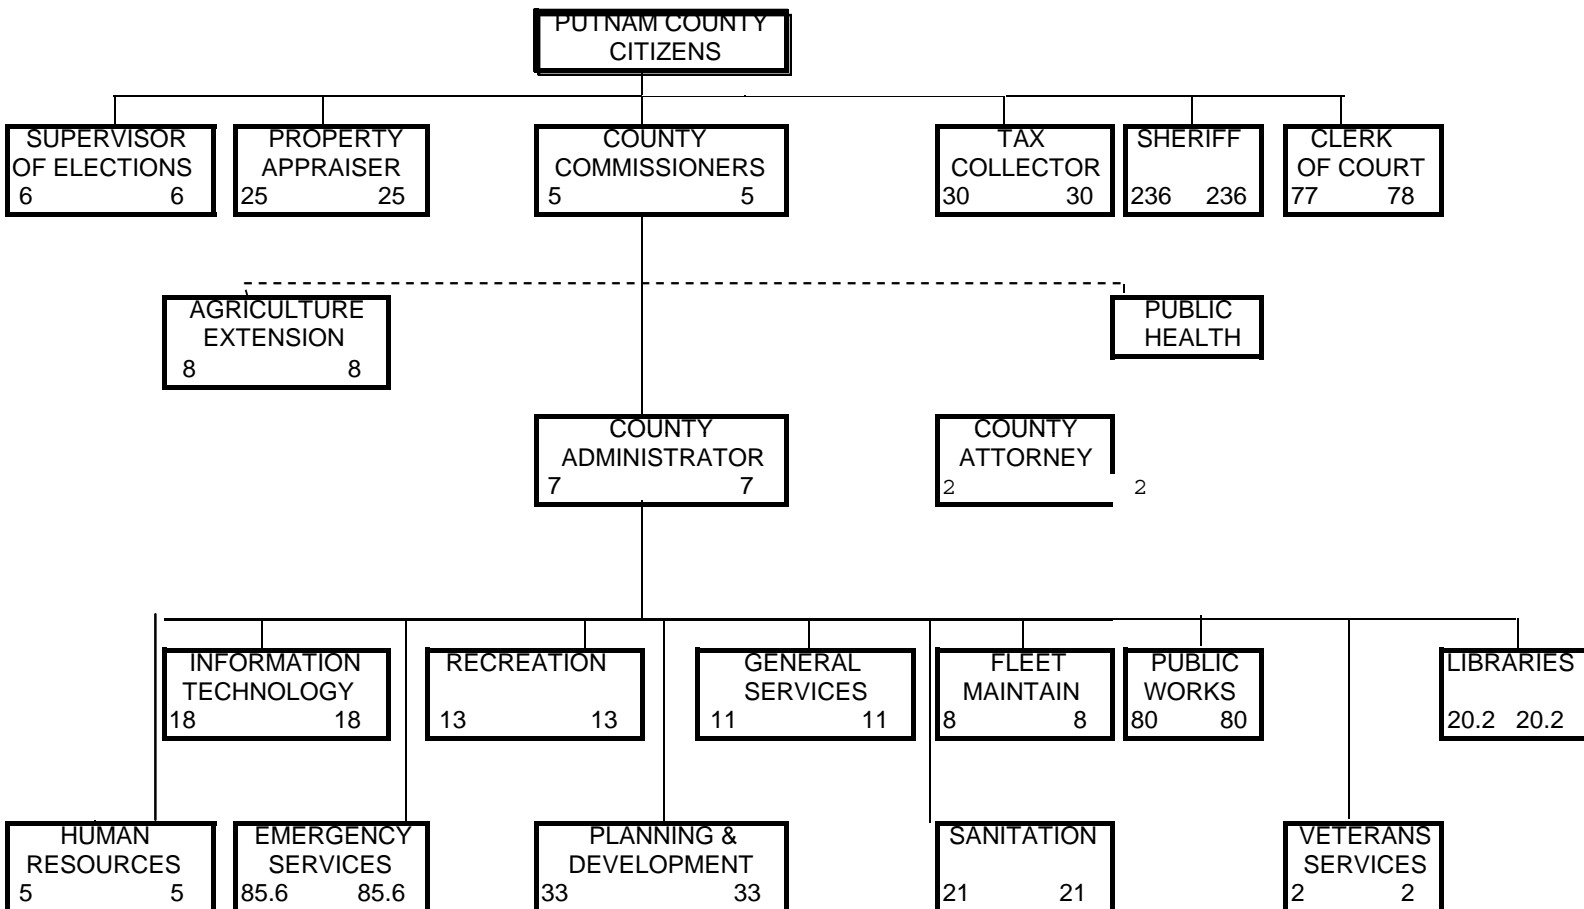 PUTNAM COUNTY
CITIZENS
SUPERVISOR
OF ELECTIONS
6 6
PROPERTY
APPRAISER
25 25
COUNTY
COMMISSIONERS
5 5
TAX
COLLECTOR
30 30
SHERIFF
236 236
CLERK
OF COURT
77 78
AGRICULTURE
EXTENSION
8 8
PUBLIC
HEALTH
COUNTY
ADMINISTRATOR
7 7
COUNTY
ATTORNEY
2 2
INFORMATION
TECHNOLOGY
18 18
RECREATION
13 13
GENERAL
SERVICES
11 11
FLEET
MAINTAIN
8 8
PUBLIC
WORKS
80 80
LIBRARIES
20.2 20.2
HUMAN
RESOURCES
5 5
EMERGENCY
SERVICES
85.6 85.6
PLANNING &
DEVELOPMENT
33 33
SANITATION
21 21
VETERANS
SERVICES
2 2